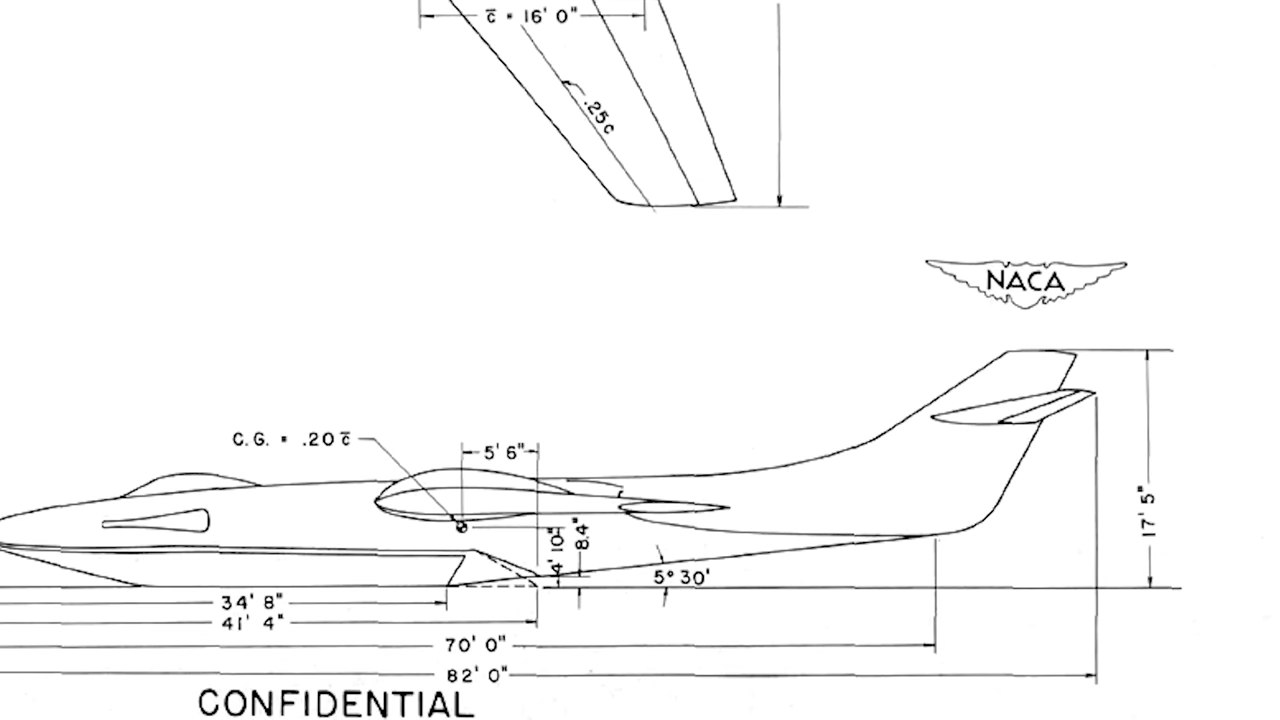 c̄ = 16' 0"
.25c
NACA
C.G. = .20 c̄
5' 6"
4' 10"
8.4"
17' 5"
5° 30'
34' 8"
41' 4"
70' 0"
82' 0"
CONFIDENTIAL